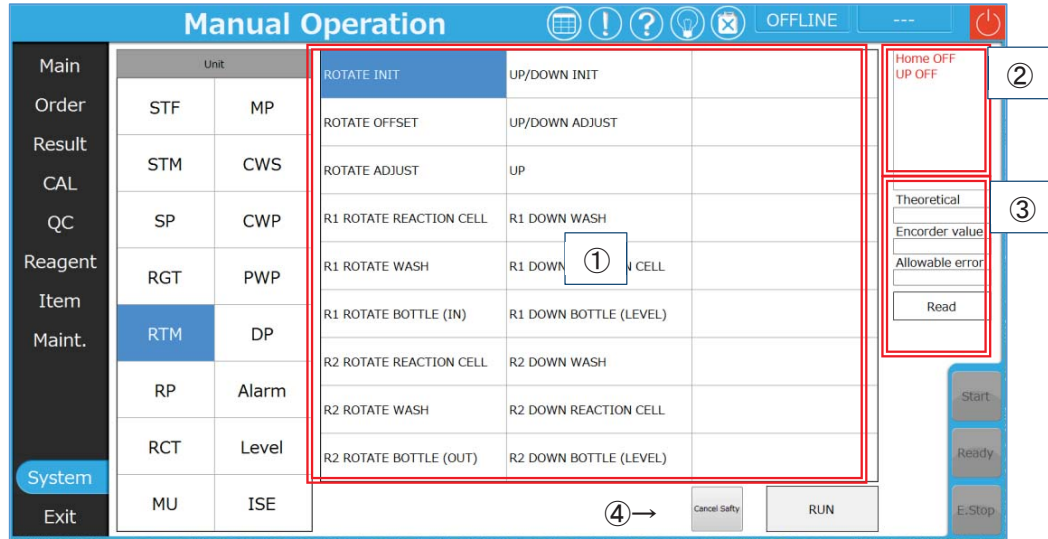 Manual Operation
OFFLINE
---
Main
Order
Result
CAL
QC
Reagent
Item
Maint.
System
Exit
Unit
STF MP
STM CWS
SP CWP
RGT PWP
RTM DP
RP Alarm
RCT Level
MU ISE
ROTATE INIT UP/DOWN INIT
ROTATE OFFSET UP/DOWN ADJUST
ROTATE ADJUST UP
R1 ROTATE REACTION CELL R1 DOWN WASH
R1 ROTATE WASH R1 DOWN CELL
R1 ROTATE BOTTLE (IN) R1 DOWN BOTTLE (LEVEL)
R2 ROTATE REACTION CELL R2 DOWN WASH
R2 ROTATE WASH R2 DOWN REACTION CELL
R2 ROTATE BOTTLE (OUT) R2 DOWN BOTTLE (LEVEL)
①
Home OFF
UP OFF
②
Theoretical
Encorder value
Allowable error
Read
③
④→
Cancel Safty
RUN
Start
Ready
E.Stop